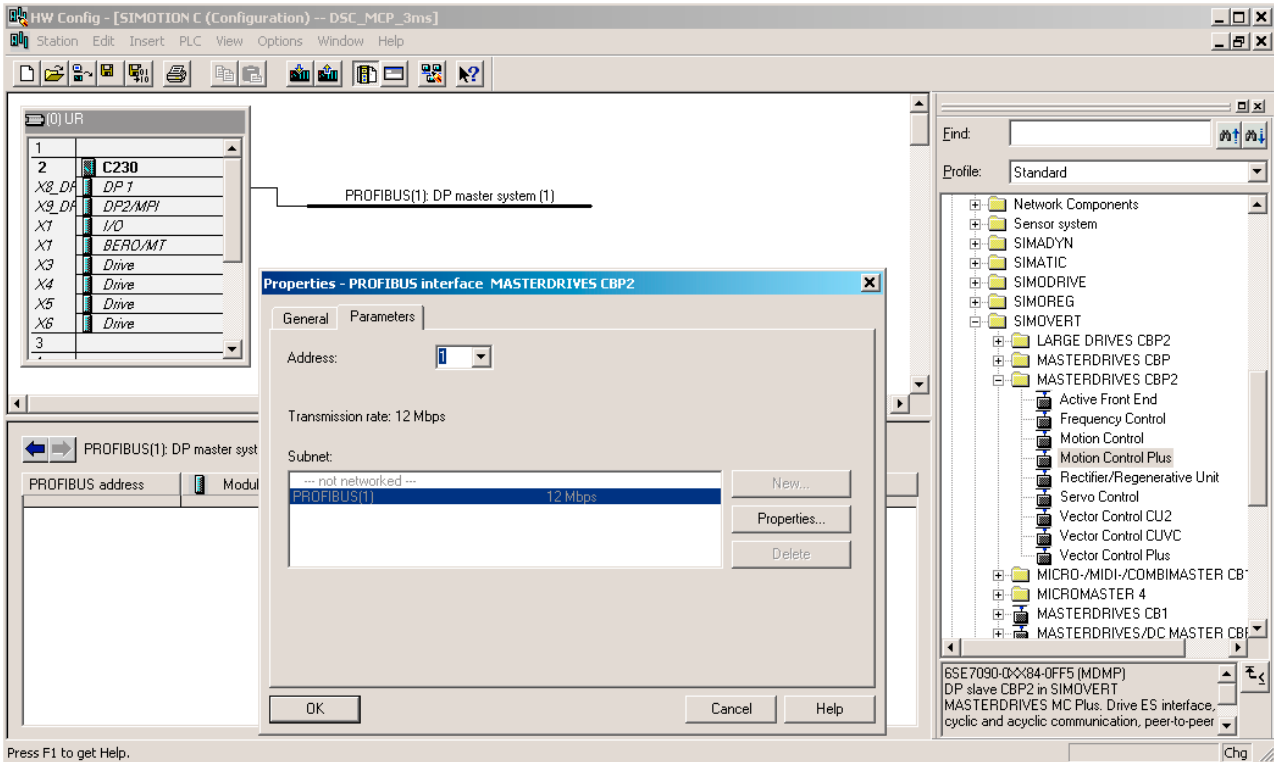 HW Config - [SIMOTION C (Configuration) -- DSC_MCP_3ms]
Station Edit Insert PLC View Options Window Help
(0) UR
1
2 C230
X8_DP DP 1
X9_DP DP2/MPI
X1 I/O
X1 BERO/MT
X3 Drive
X4 Drive
X5 Drive
X6 Drive
3
PROFIBUS(1): DP master system (1)
PROFIBUS(1): DP master syst
PROFIBUS address Modul
Properties - PROFIBUS interface MASTERDRIVES CBP2
General Parameters
Address: 1
Transmission rate: 12 Mbps
Subnet:
--- not networked ---
PROFIBUS(1) 12 Mbps
New...
Properties...
Delete
OK Cancel Help
Find:
Profile: Standard
Network Components
Sensor system
SIMADYN
SIMATIC
SIMODRIVE
SIMOREG
SIMOVERT
LARGE DRIVES CBP2
MASTERDRIVES CBP
MASTERDRIVES CBP2
Active Front End
Frequency Control
Motion Control
Motion Control Plus
Rectifier/Regenerative Unit
Servo Control
Vector Control CU2
Vector Control CUVC
Vector Control Plus
MICRO-/MIDI-/COMBIMASTER CB
MICROMASTER 4
MASTERDRIVES CB1
MASTERDRIVES/DC MASTER CB
6SE7090-0XX84-0FF5 (MDMP)
DP slave CBP2 in SIMOVERT
MASTERDRIVES MC Plus. Drive ES interface,
cyclic and acyclic communication, peer-to-peer
Press F1 to get Help.
Chg